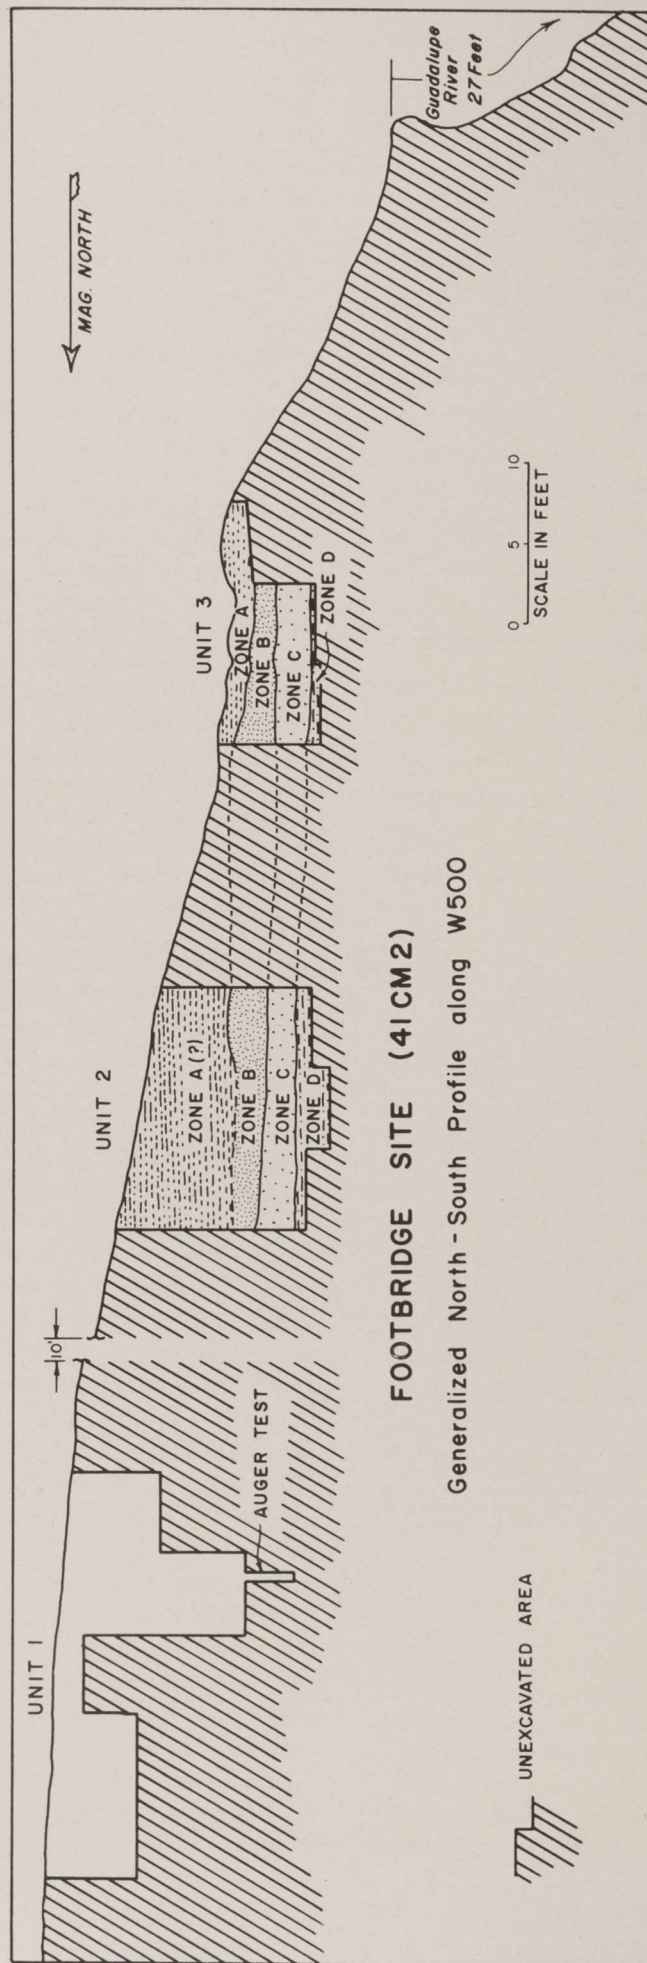 UNIT 1
AUGER TEST
10'
UNIT 2
ZONE A (?)
ZONE B
ZONE C
ZONE D
UNIT 3
ZONE A
ZONE B
ZONE C
ZONE D
MAG. NORTH
Guadalupe
River
27 Feet
UNEXCAVATED AREA
FOOTBRIDGE SITE (41CM2)
Generalized North-South Profile along W500
0 5 10
SCALE IN FEET